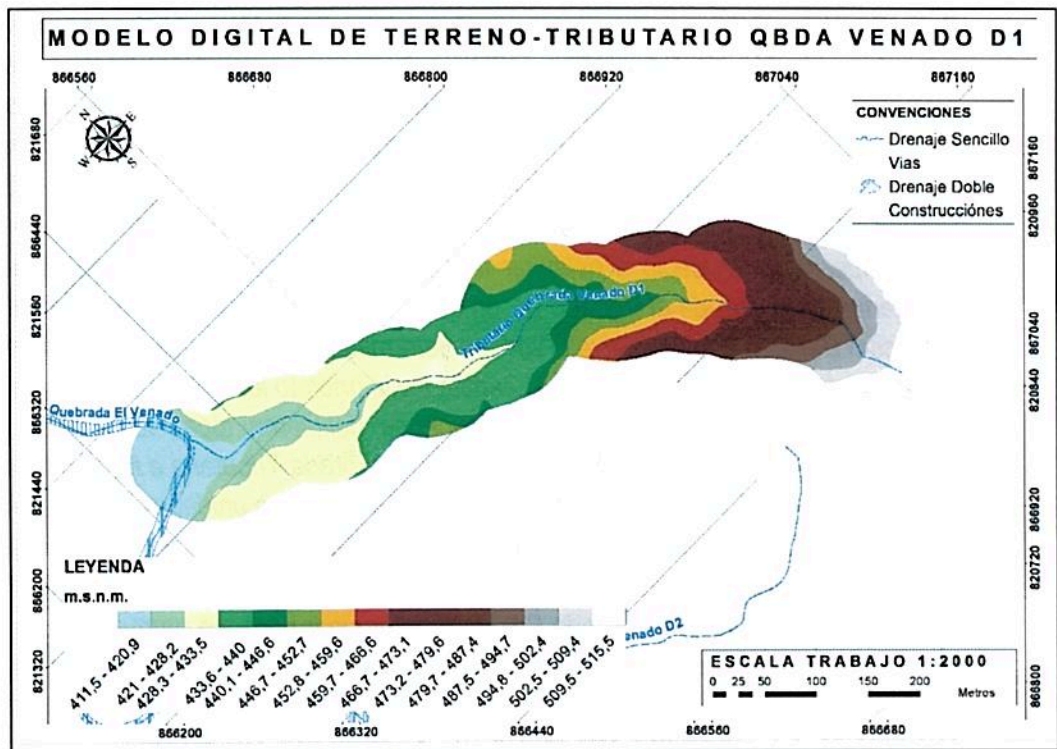 MODELO DIGITAL DE TERRENO-TRIBUTARIO QBDA VENADO D1
866560 866680 866800 866920 867040 867160
N E
W S
821680
866440
821560
866320
821440
866200
821320
CONVENCIONES
Drenaje Sencillo
Vias
Drenaje Doble
Construcciónes
867160
820960
867040
820840
866920
820720
866800
Tributario Quebrada Venado D1
Quebrada El Venado
LEYENDA
m.s.n.m.
411,5 - 420,9
421 - 428,2
428,3 - 433,5
433,6 - 440
440,1 - 446,6
446,7 - 452,7
452,8 - 459,6
459,7 - 466,6
466,7 - 473,1
473,2 - 479,6
479,7 - 487,4
487,5 - 494,7
494,8 - 502,4
502,5 - 509,4
509,5 - 515,5
enado D2
ESCALA TRABAJO 1:2000
0 25 50 100 150 200
Metros
866200 866320 866440 866560 866680